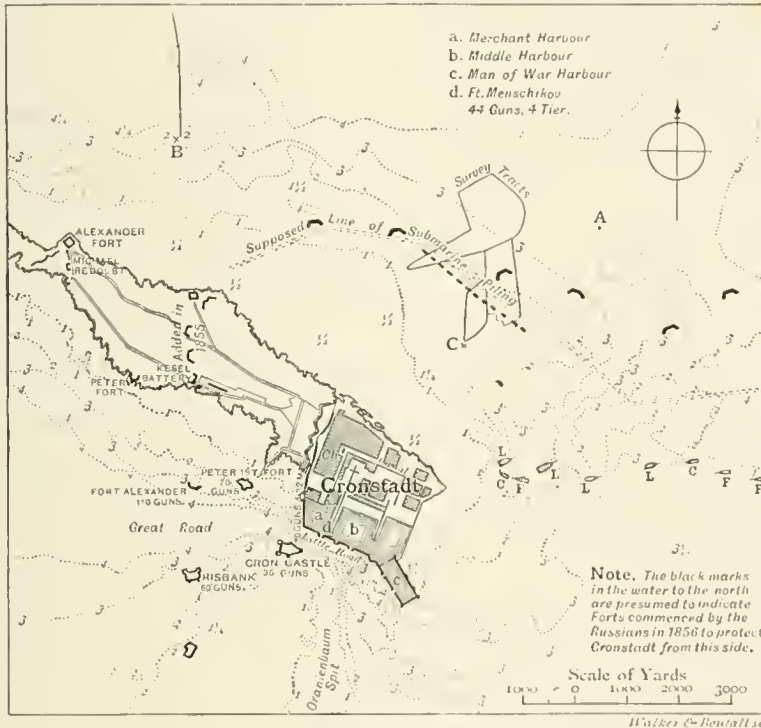 a. Merchant Harbour
b. Middle Harbour
c. Man of War Harbour
d. Ft. Menschikov
44 Guns, 4 Tier.
B
A
Survey Tracts
Supposed Line of Submarine Piling
ALEXANDER
FORT
MICHAEL
REDOUBT
Added in
1855
KESEL
BATTERY
PETER
FORT
C
PETER 1ST FORT
70
GUNS
FORT ALEXANDER
GUNS
Great Road
Cronstadt
a
b
d
c
Little Road
CRON CASTLE
36 GUNS
RISBANK
60 GUNS.
Oranienbaum
Spit
L
C
F
L
L
L
C
F
F
Note. The black marks
in the water to the north
are presumed to indicate
Forts commenced by the
Russians in 1856 to protect
Cronstadt from this side.
Scale of Yards
1000 0 1000 2000 3000
Walker & Boutall sc